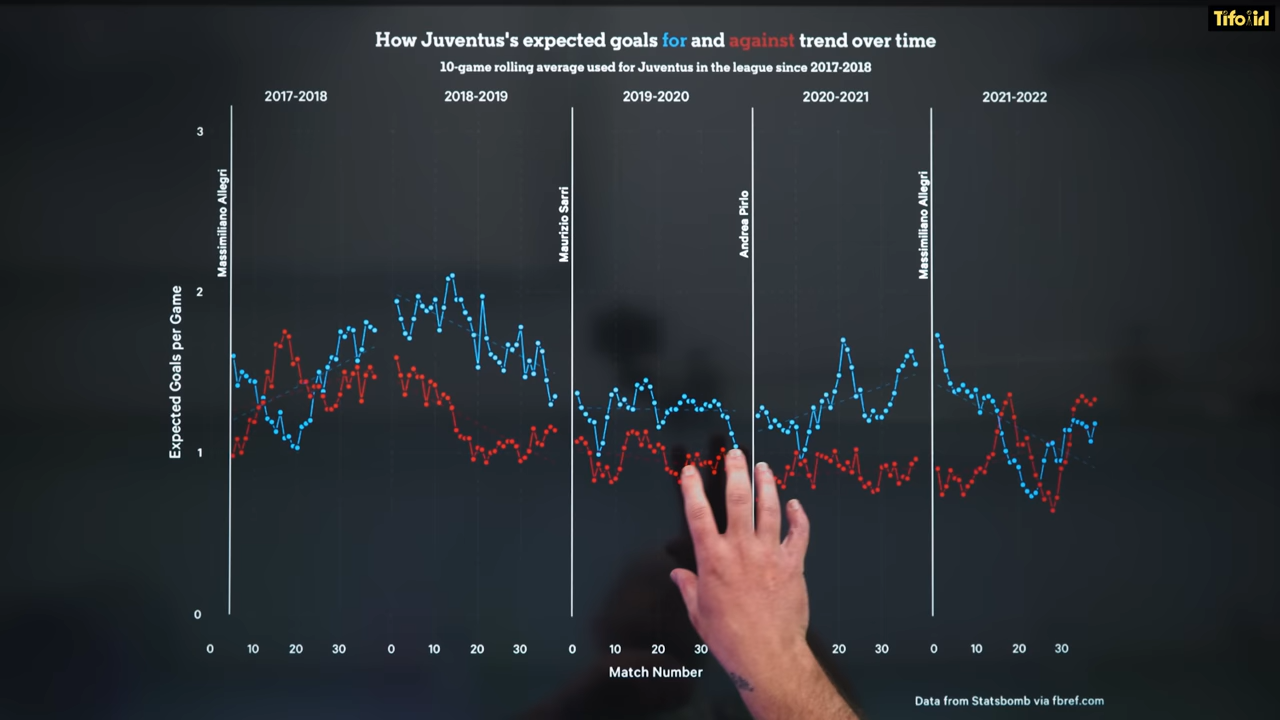 Tifo irl
How Juventus's expected goals for and against trend over time
10-game rolling average used for Juventus in the league since 2017-2018
2017-2018 2018-2019 2019-2020 2020-2021 2021-2022
3
2
1
0
Expected Goals per Game
Massimiliano Allegri
Maurizio Sarri
Andrea Pirlo
Massimiliano Allegri
0 10 20 30 0 10 20 30 0 10 20 30 20 30 0 10 20 30
Match Number
Data from Statsbomb via fbref.com